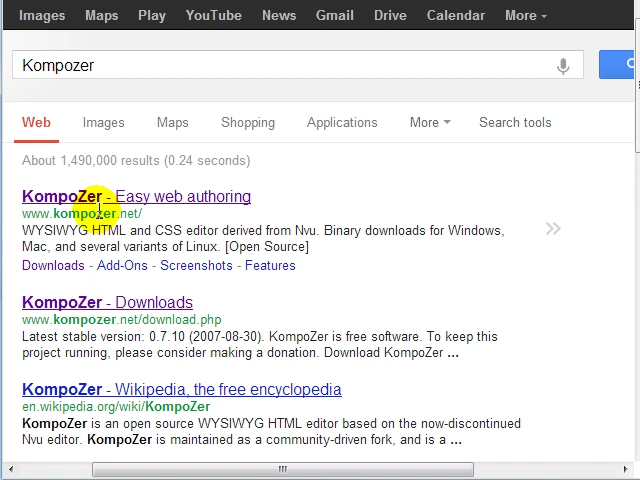 Images Maps Play YouTube News Gmail Drive Calendar More
Kompozer
Web Images Maps Shopping Applications More Search tools
About 1,490,000 results (0.24 seconds)
KompoZer - Easy web authoring
www.kompozer.net/
WYSIWYG HTML and CSS editor derived from Nvu. Binary downloads for Windows,
Mac, and several variants of Linux. [Open Source]
Downloads - Add-Ons - Screenshots - Features
KompoZer - Downloads
www.kompozer.net/download.php
Latest stable version: 0.7.10 (2007-08-30). KompoZer is free software. To keep this
project running, please consider making a donation. Download KompoZer ...
KompoZer - Wikipedia, the free encyclopedia
en.wikipedia.org/wiki/KompoZer
KompoZer is an open source WYSIWYG HTML editor based on the now-discontinued
Nvu editor. KompoZer is maintained as a community-driven fork, and is a ...